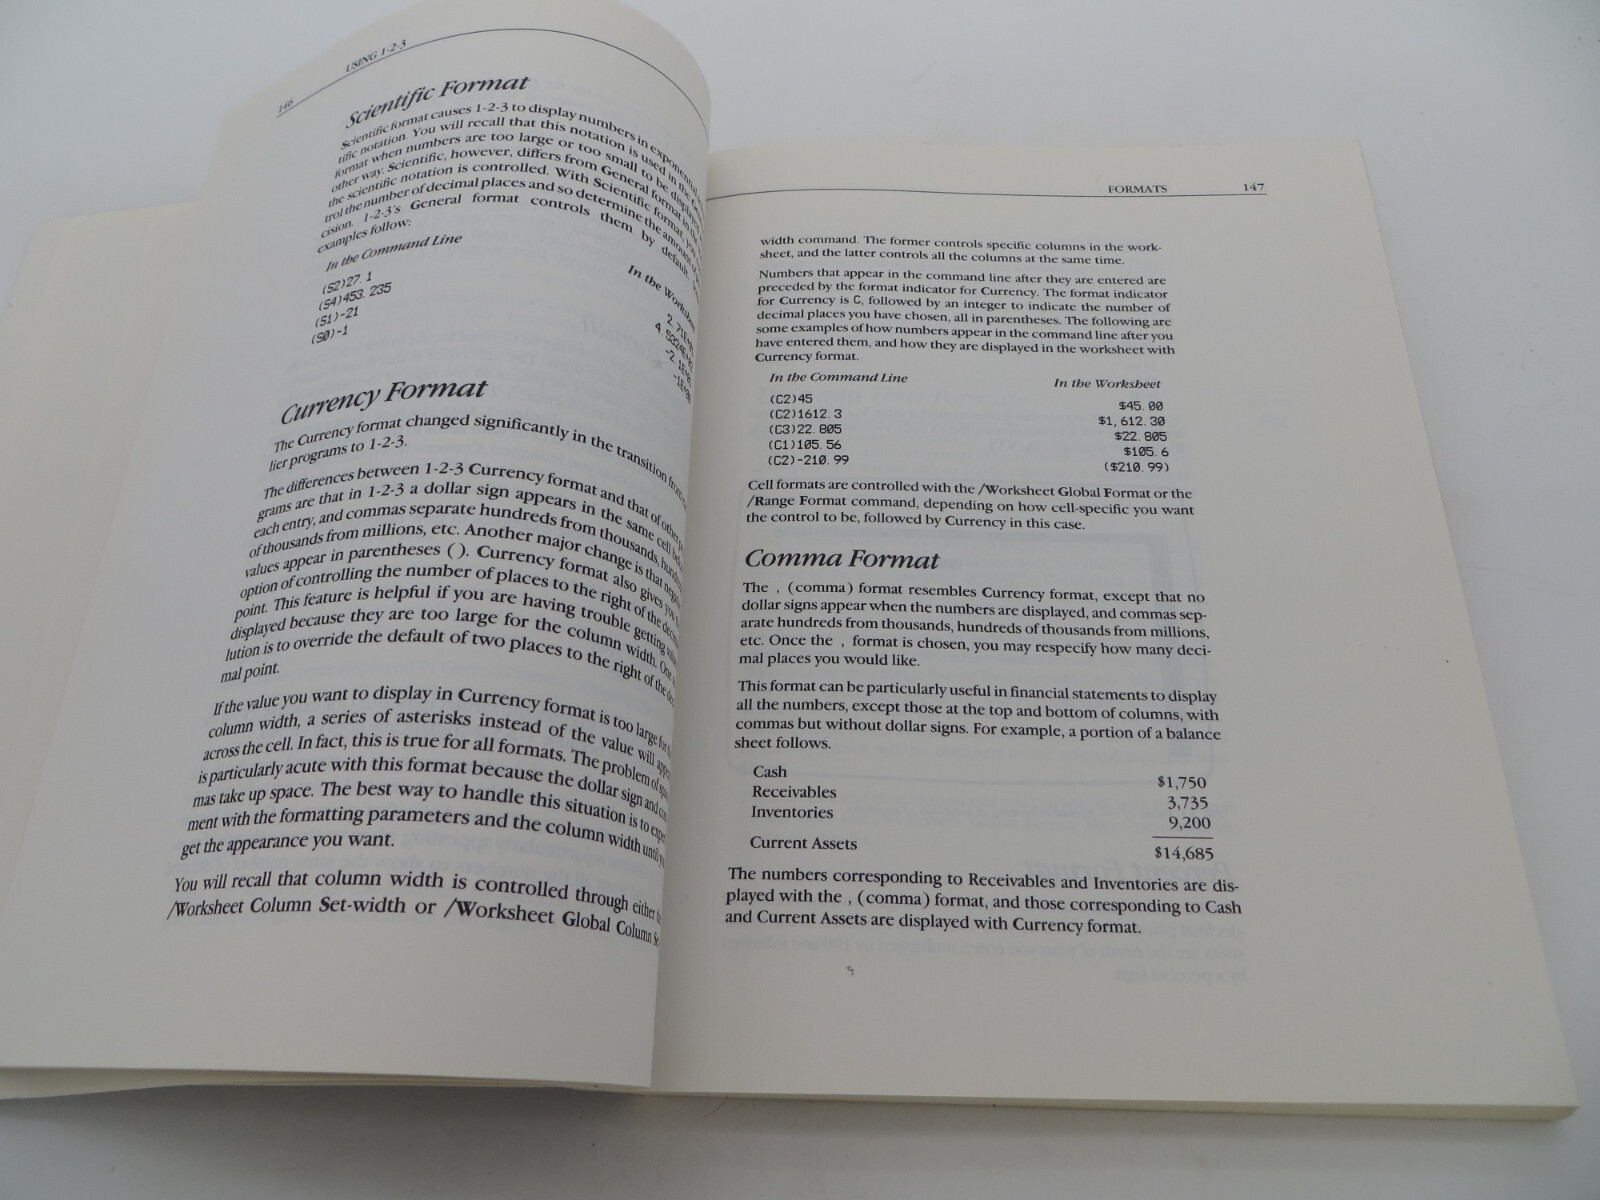 146
USING 1-2-3
Scientific Format
Scientific format causes 1-2-3 to display numbers in exponential,
tific notation. You will recall that this notation is used in the
format when numbers are too large or too small to be
other way. Scientific, however, differs from General format in
the scientific notation is controlled. With Scientific format,
trol the number of decimal places and so determine the
cision. 1-2-3's General format controls them by default.
examples follow:
In the Command Line
In the
(S2)27.1
(S4)453.235
(S1)-21
(S0)-1
Currency Format
The Currency format changed significantly in the transition from
lier programs to 1-2-3.
The differences between 1-2-3 Currency format and that of other
grams are that in 1-2-3 a dollar sign appears in the same cell
each entry, and commas separate hundreds from thousands,
of thousands from millions, etc. Another major change is that
values appear in parentheses ( ). Currency format also gives
option of controlling the number of places to the right of the
point. This feature is helpful if you are having trouble getting
displayed because they are too large for the column width. One
lution is to override the default of two places to the right of the
mal point.
If the value you want to display in Currency format is too large
column width, a series of asterisks instead of the value will
across the cell. In fact, this is true for all formats. The problem of
is particularly acute with this format because the dollar sign and
mas take up space. The best way to handle this situation is to
ment with the formatting parameters and the column width until
get the appearance you want.
You will recall that column width is controlled through either
/Worksheet Column Set-width or /Worksheet Global Column
FORMATS 147
width command. The former controls specific columns in the work-
sheet, and the latter controls all the columns at the same time.
Numbers that appear in the command line after they are entered are
preceded by the format indicator for Currency. The format indicator
for Currency is C, followed by an integer to indicate the number of
decimal places you have chosen, all in parentheses. The following are
some examples of how numbers appear in the command line after you
have entered them, and how they are displayed in the worksheet with
Currency format.
In the Command Line In the Worksheet
(C2)45 $45.00
(C2)1612.3 $1,612.30
(C3)22.805 $22.805
(C1)105.56 $105.6
(C2)-210.99 ($210.99)
Cell formats are controlled with the /Worksheet Global Format or the
/Range Format command, depending on how cell-specific you want
the control to be, followed by Currency in this case.
Comma Format
The , (comma) format resembles Currency format, except that no
dollar signs appear when the numbers are displayed, and commas sep-
arate hundreds from thousands, hundreds of thousands from millions,
etc. Once the , format is chosen, you may respecify how many deci-
mal places you would like.
This format can be particularly useful in financial statements to display
all the numbers, except those at the top and bottom of columns, with
commas but without dollar signs. For example, a portion of a balance
sheet follows.
Cash $1,750
Receivables 3,735
Inventories 9,200
Current Assets $14,685
The numbers corresponding to Receivables and Inventories are dis-
played with the , (comma) format, and those corresponding to Cash
and Current Assets are displayed with Currency format.